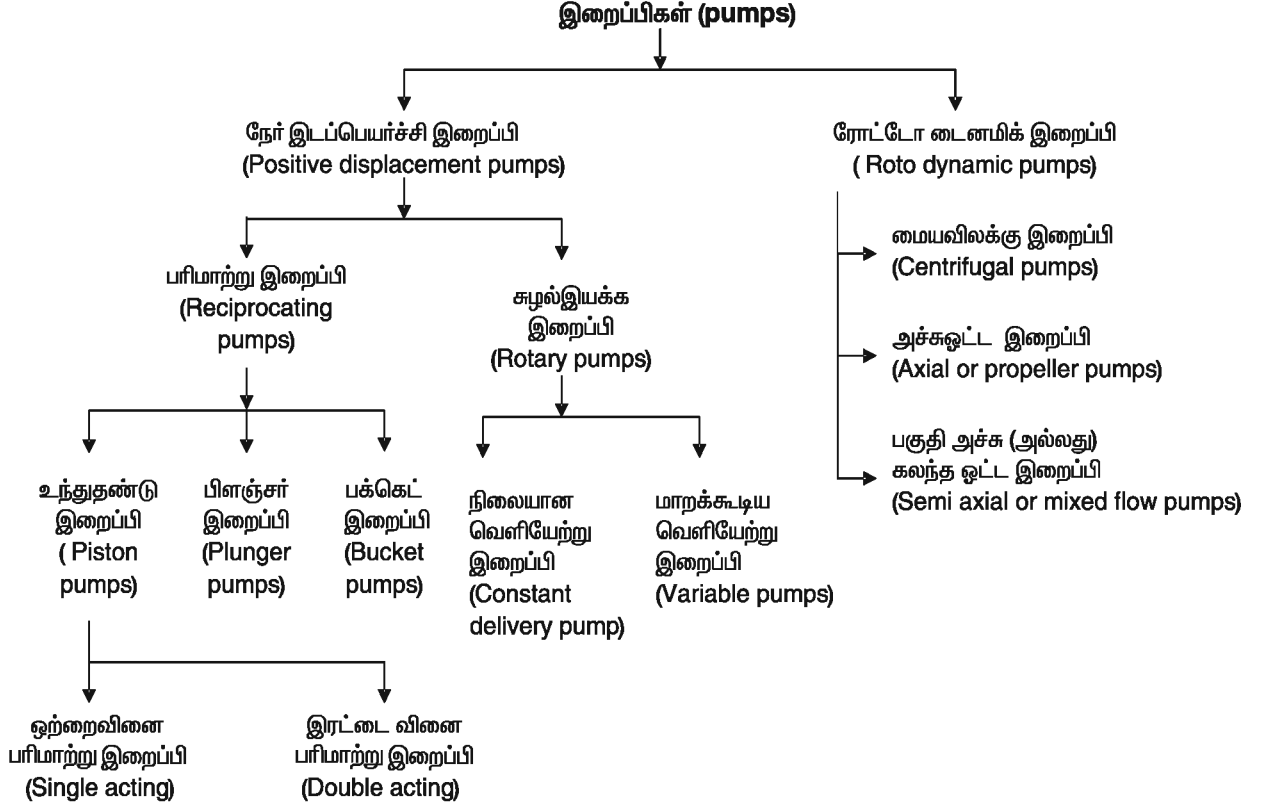 இறைப்பிகள் (pumps)
நேர் இடப்பெயர்ச்சி இறைப்பி
(Positive displacement pumps)
ரோட்டோ டைனமிக் இறைப்பி
( Roto dynamic pumps)
பரிமாற்று இறைப்பி
(Reciprocating
pumps)
சுழல்இயக்க
இறைப்பி
(Rotary pumps)
மையவிலக்கு இறைப்பி
(Centrifugal pumps)
அச்சுஓட்ட இறைப்பி
(Axial or propeller pumps)
பகுதி அச்சு (அல்லது)
கலந்த ஓட்ட இறைப்பி
(Semi axial or mixed flow pumps)
உந்துதண்டு
இறைப்பி
( Piston
pumps)
பிளஞ்சர்
இறைப்பி
(Plunger
pumps)
பக்கெட்
இறைப்பி
(Bucket
pumps)
நிலையான
வெளியேற்று
இறைப்பி
(Constant
delivery pump)
மாறக்கூடிய
வெளியேற்று
இறைப்பி
(Variable pumps)
ஒற்றைவினை
பரிமாற்று இறைப்பி
(Single acting)
இரட்டை வினை
பரிமாற்று இறைப்பி
(Double acting)